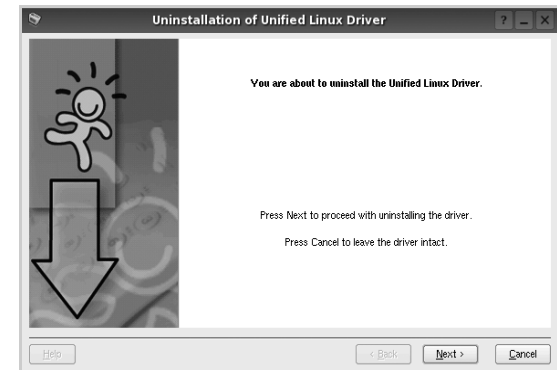 Uninstallation of Unified Linux Driver
?
You are about to uninstall the Unified Linux Driver.
Press Next to proceed with uninstalling the driver.
Press Cancel to leave the driver intact.
Help
< Back
Next >
Cancel